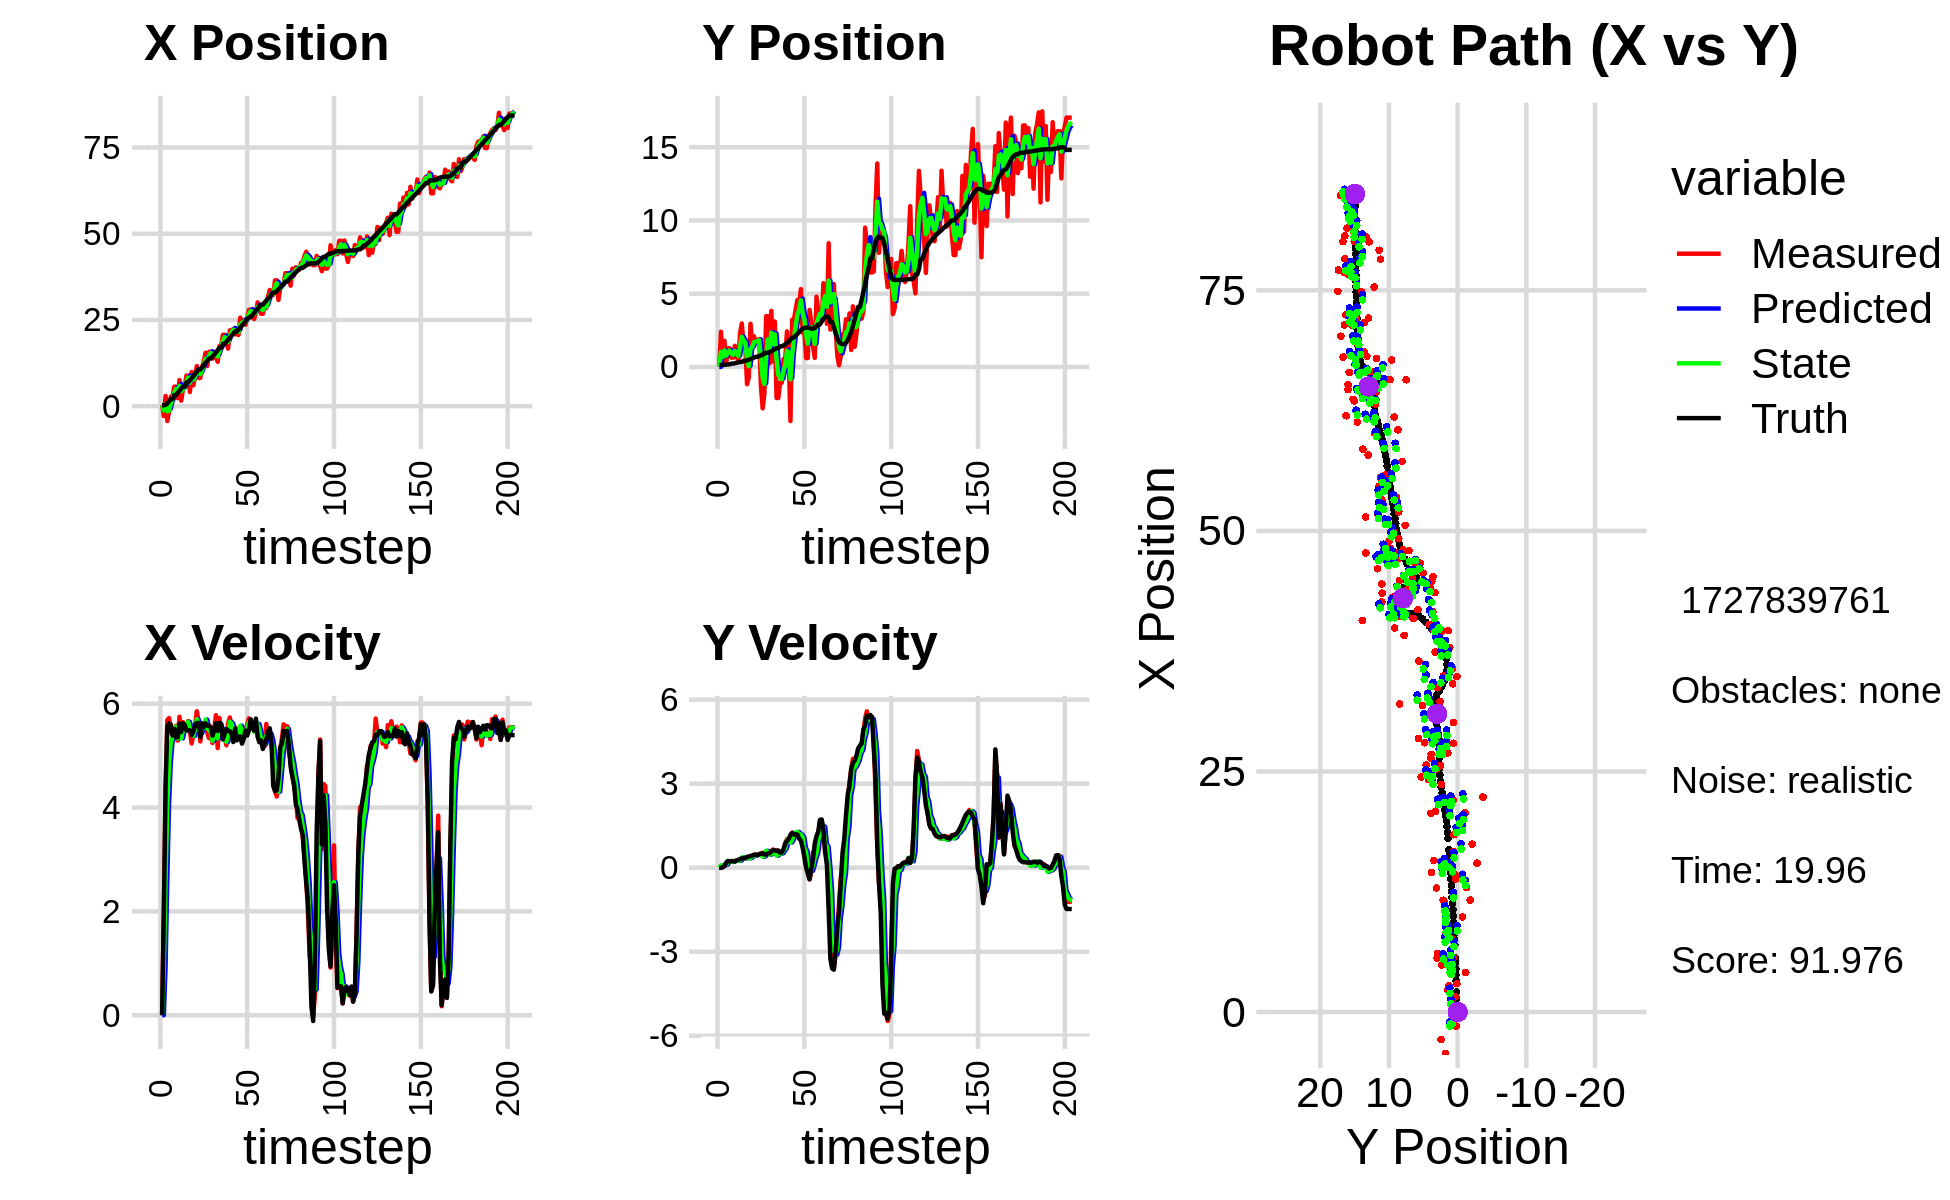 X Position
75
50
25
0
0
50
100
150
200
timestep
Y Position
15
10
5
0
0
50
100
150
200
timestep
X Velocity
6
4
2
0
0
50
100
150
200
timestep
Y Velocity
6
3
0
-3
-6
0
50
100
150
200
timestep
Robot Path (X vs Y)
X Position
75
50
25
0
20 10 0 -10 -20
Y Position
variable
Measured
Predicted
State
Truth
1727839761
Obstacles: none
Noise: realistic
Time: 19.96
Score: 91.976